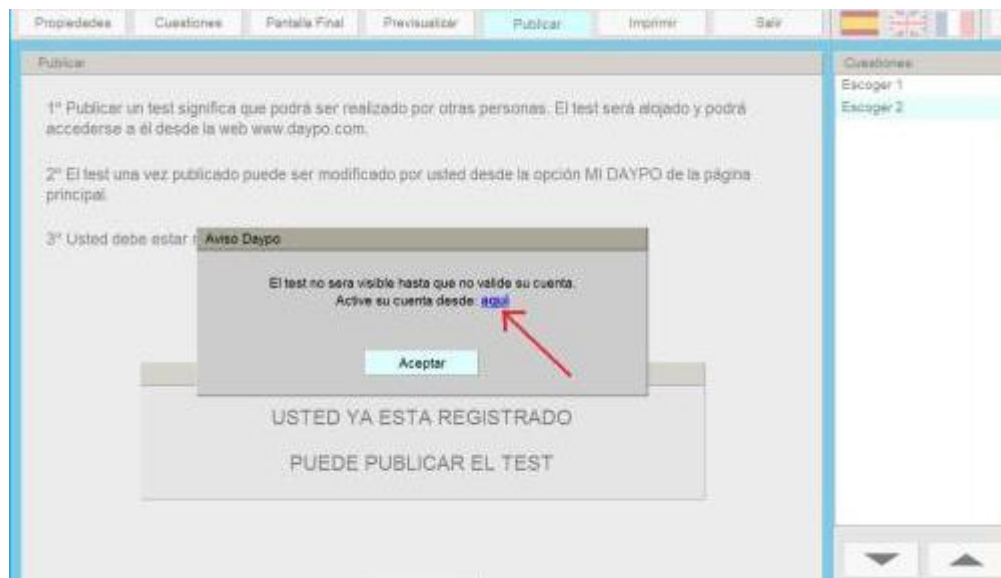 Propiedades Cuestiones Pantalla Final Previsualizar Publicar Imprimir Salir
Publicar
Cuestiones
Escoger 1
Escoger 2
1º Publicar un test significa que podrá ser realizado por otras personas. El test será alojado y podrá
accederse a él desde la web www.daypo.com.
2º El test una vez publicado puede ser modificado por usted desde la opción MI DAYPO de la página
principal.
3º Usted debe estar
Aviso Daypo
El test no sera visible hasta que no valide su cuenta.
Active su cuenta desde: aquí
Aceptar
USTED YA ESTA REGISTRADO
PUEDE PUBLICAR EL TEST